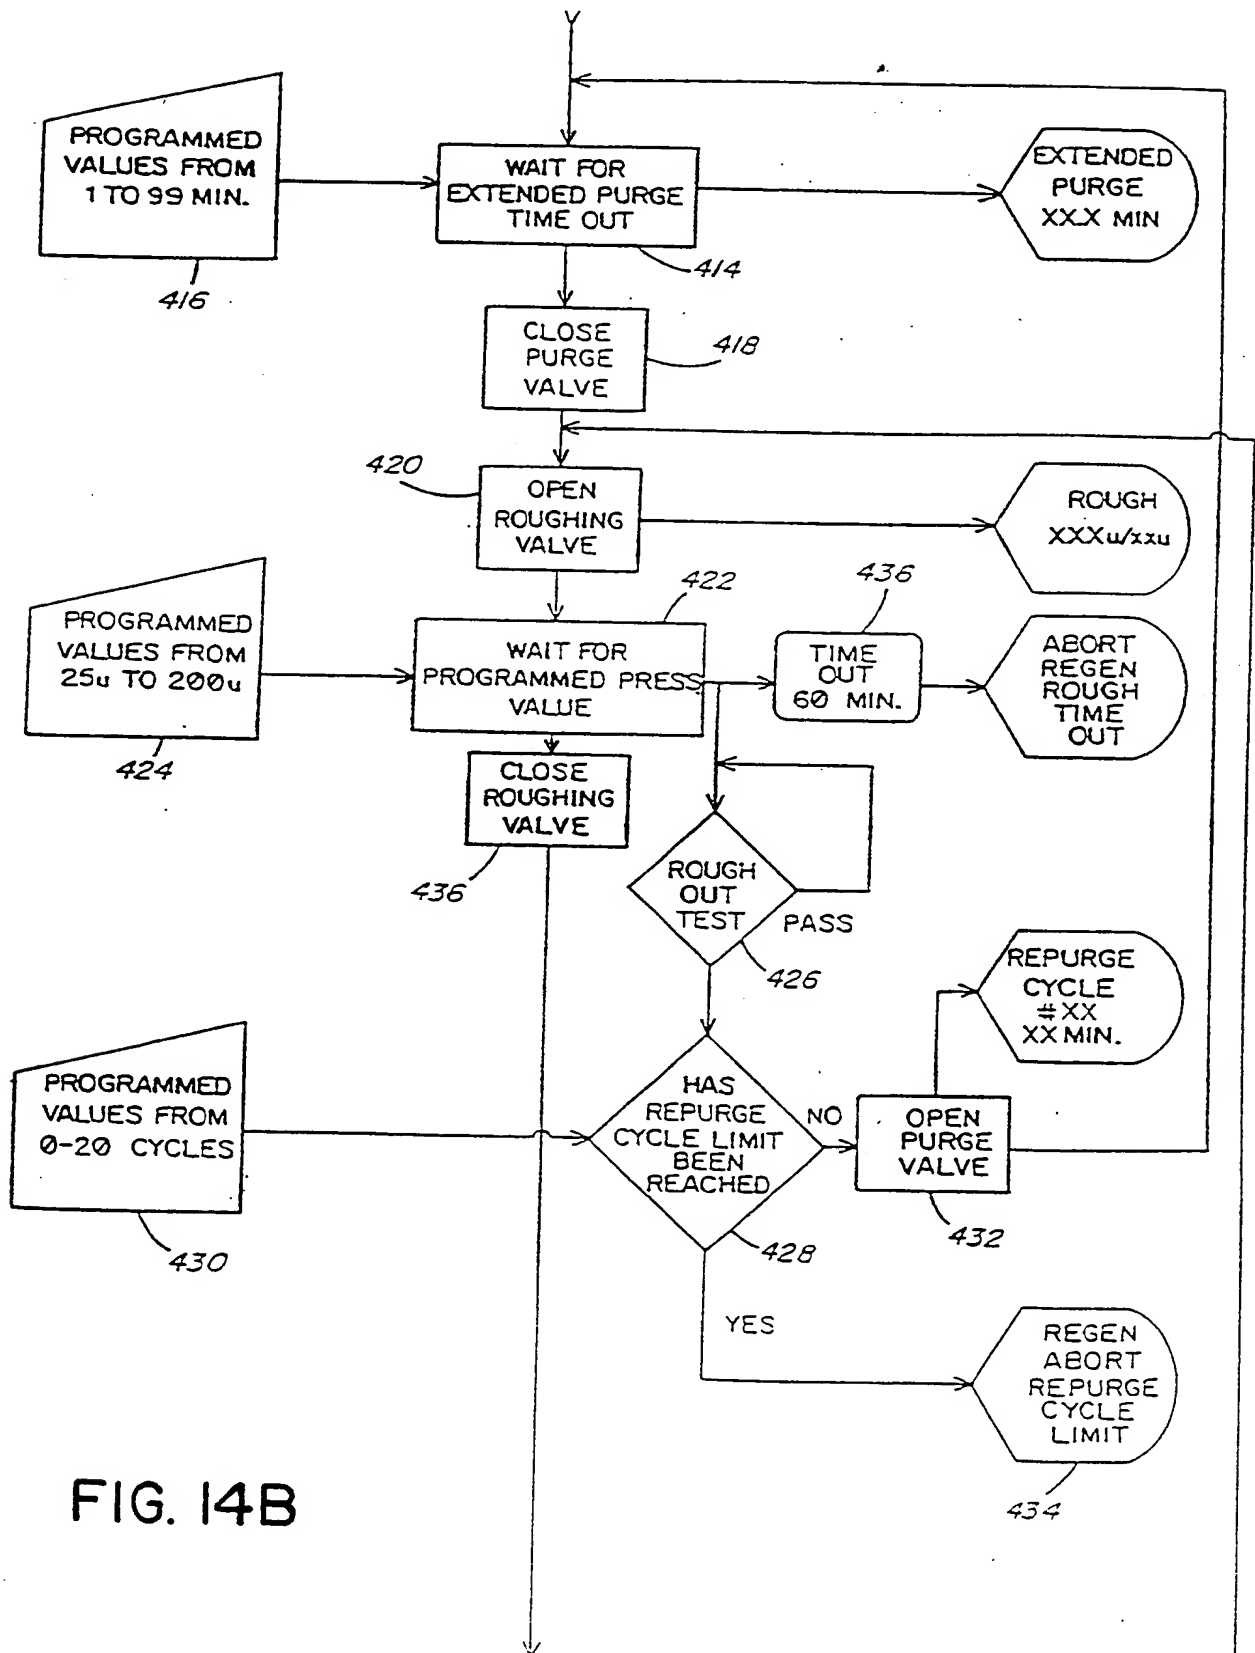 PROGRAMMED
VALUES FROM
1 TO 99 MIN.
416
WAIT FOR
EXTENDED PURGE
TIME OUT
414
EXTENDED
PURGE
XX.X MIN
CLOSE
PURGE
VALVE
418
420
OPEN
ROUGHING
VALVE
ROUGH
XXXu/xxu
PROGRAMMED
VALUES FROM
25u TO 200u
424
422
WAIT FOR
PROGRAMMED PRESS
VALUE
436
TIME
OUT
60 MIN.
ABORT
REGEN
ROUGH
TIME
OUT
CLOSE
ROUGHING
VALVE
436
ROUGH
OUT
TEST
PASS
426
REPURGE
CYCLE
#XX
XX MIN.
PROGRAMMED
VALUES FROM
0-20 CYCLES
430
HAS
REPURGE
CYCLE LIMIT
BEEN
REACHED
428
NO
OPEN
PURGE
VALVE
432
YES
REGEN
ABORT
REPURGE
CYCLE
LIMIT
434
FIG. 14B